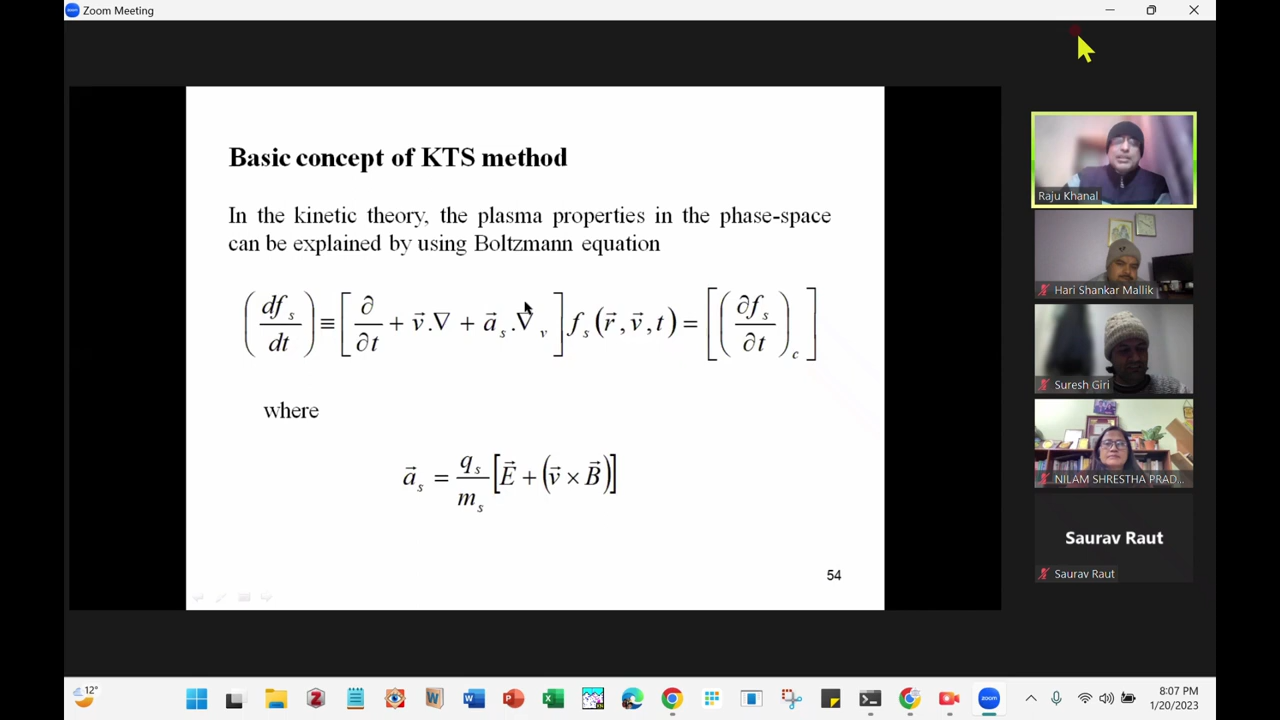 Zoom Meeting
Basic concept of KTS method
In the kinetic theory, the plasma properties in the phase-space
can be explained by using Boltzmann equation
(df_s/dt) ≡ [∂/∂t + v⃗.∇ + a⃗_s.∇_v] f_s(r⃗,v⃗,t) = [(∂f_s/∂t)_c]
where
a⃗_s = q_s/m_s [E⃗ + (v⃗ × B⃗)]
54
Raju Khanal
Hari Shankar Mallik
Suresh Giri
NILAM SHRESTHA PRAD...
Saurav Raut
Saurav Raut
12°
8:07 PM
1/20/2023